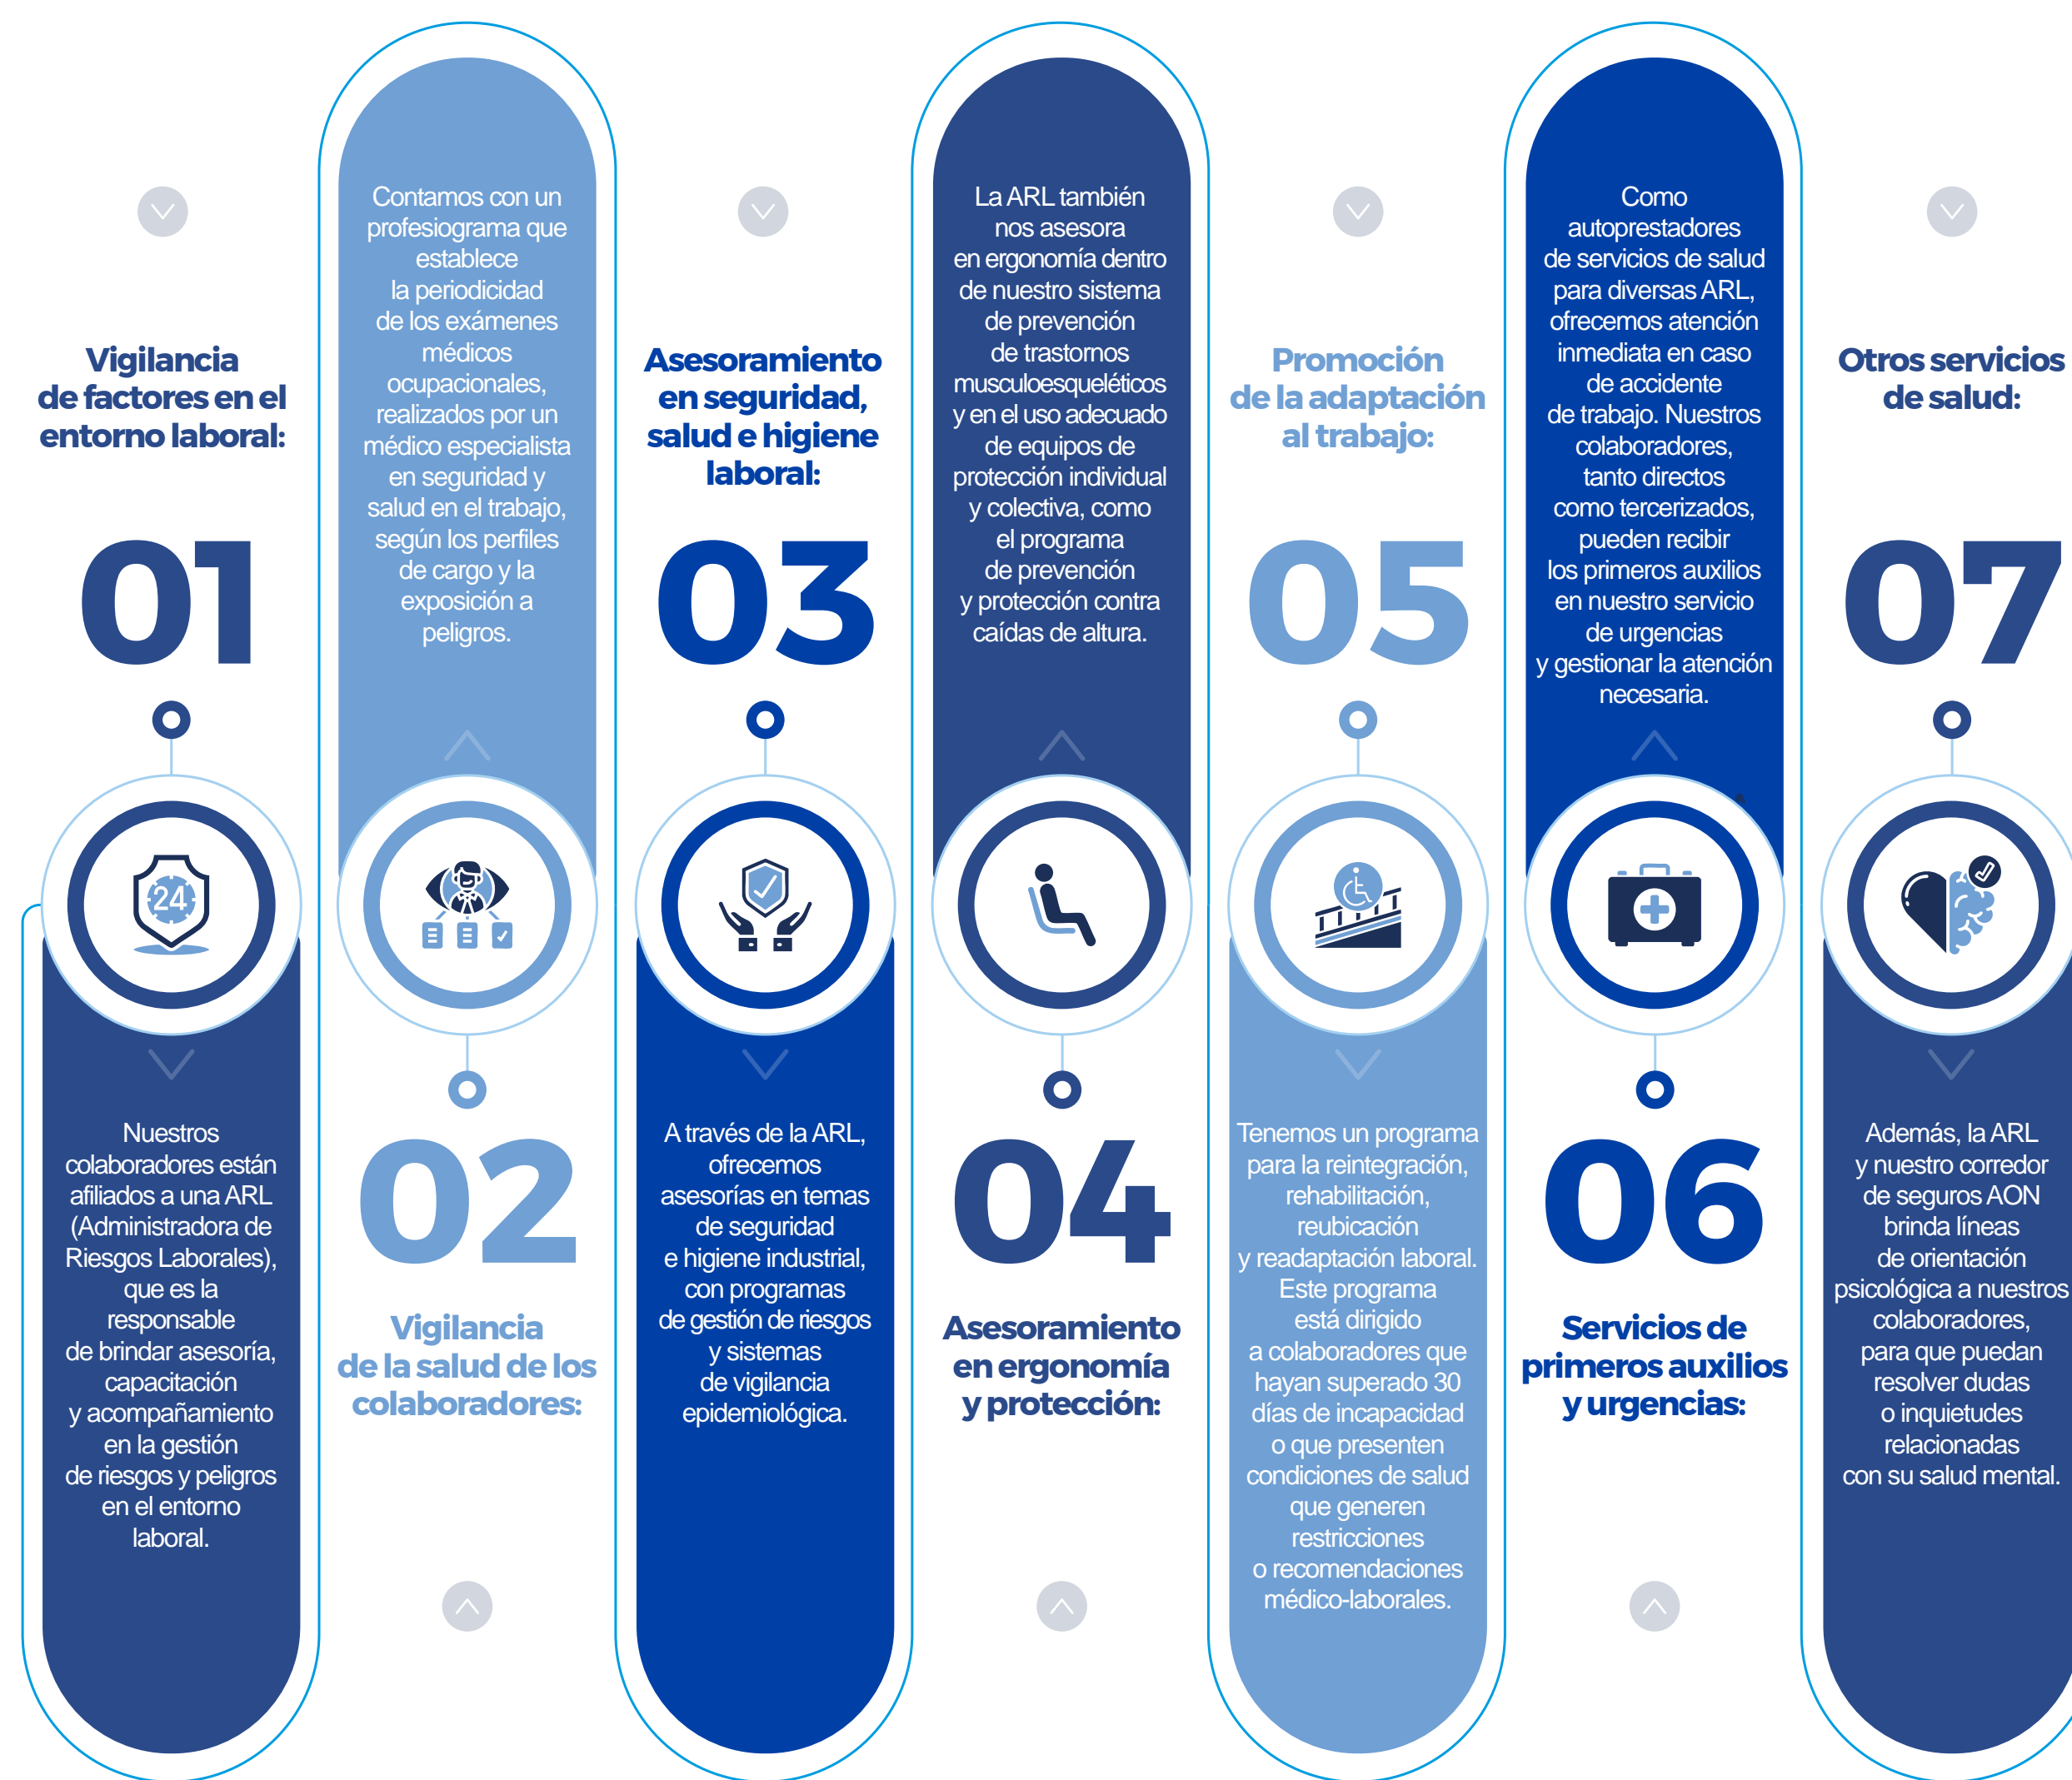 Vigilancia
de factores en el
entorno laboral:
01
24
Nuestros
colaboradores están
afiliados a una ARL
(Administradora de
Riesgos Laborales),
que es la
responsable
de brindar asesoría,
capacitación
y acompañamiento
en la gestión
de riesgos y peligros
en el entorno
laboral.
Contamos con un
profesiograma que
establece
la periodicidad
de los exámenes
médicos
ocupacionales,
realizados por un
médico especialista
en seguridad y
salud en el trabajo,
según los perfiles
de cargo y la
exposición a
peligros.
02
Vigilancia
de la salud de los
colaboradores:
Asesoramiento
en seguridad,
salud e higiene
laboral:
03
A través de la ARL,
ofrecemos
asesorías en temas
de seguridad
e higiene industrial,
con programas
de gestión de riesgos
y sistemas
de vigilancia
epidemiológica.
La ARL también
nos asesora
en ergonomía dentro
de nuestro sistema
de prevención
de trastornos
musculoesqueléticos
y en el uso adecuado
de equipos de
protección individual
y colectiva, como
el programa
de prevención
y protección contra
caídas de altura.
04
Asesoramiento
en ergonomía
y protección:
Promoción
de la adaptación
al trabajo:
05
Tenemos un programa
para la reintegración,
rehabilitación,
reubicación
y readaptación laboral.
Este programa
está dirigido
a colaboradores que
hayan superado 30
días de incapacidad
o que presenten
condiciones de salud
que generen
restricciones
o recomendaciones
médico-laborales.
Como
autoprestadores
de servicios de salud
para diversas ARL,
ofrecemos atención
inmediata en caso
de accidente
de trabajo. Nuestros
colaboradores,
tanto directos
como tercerizados,
pueden recibir
los primeros auxilios
en nuestro servicio
de urgencias
y gestionar la atención
necesaria.
06
Servicios de
primeros auxilios
y urgencias:
Otros servicios
de salud:
07
Además, la ARL
y nuestro corredor
de seguros AON
brinda líneas
de orientación
psicológica a nuestros
colaboradores,
para que puedan
resolver dudas
o inquietudes
relacionadas
con su salud mental.